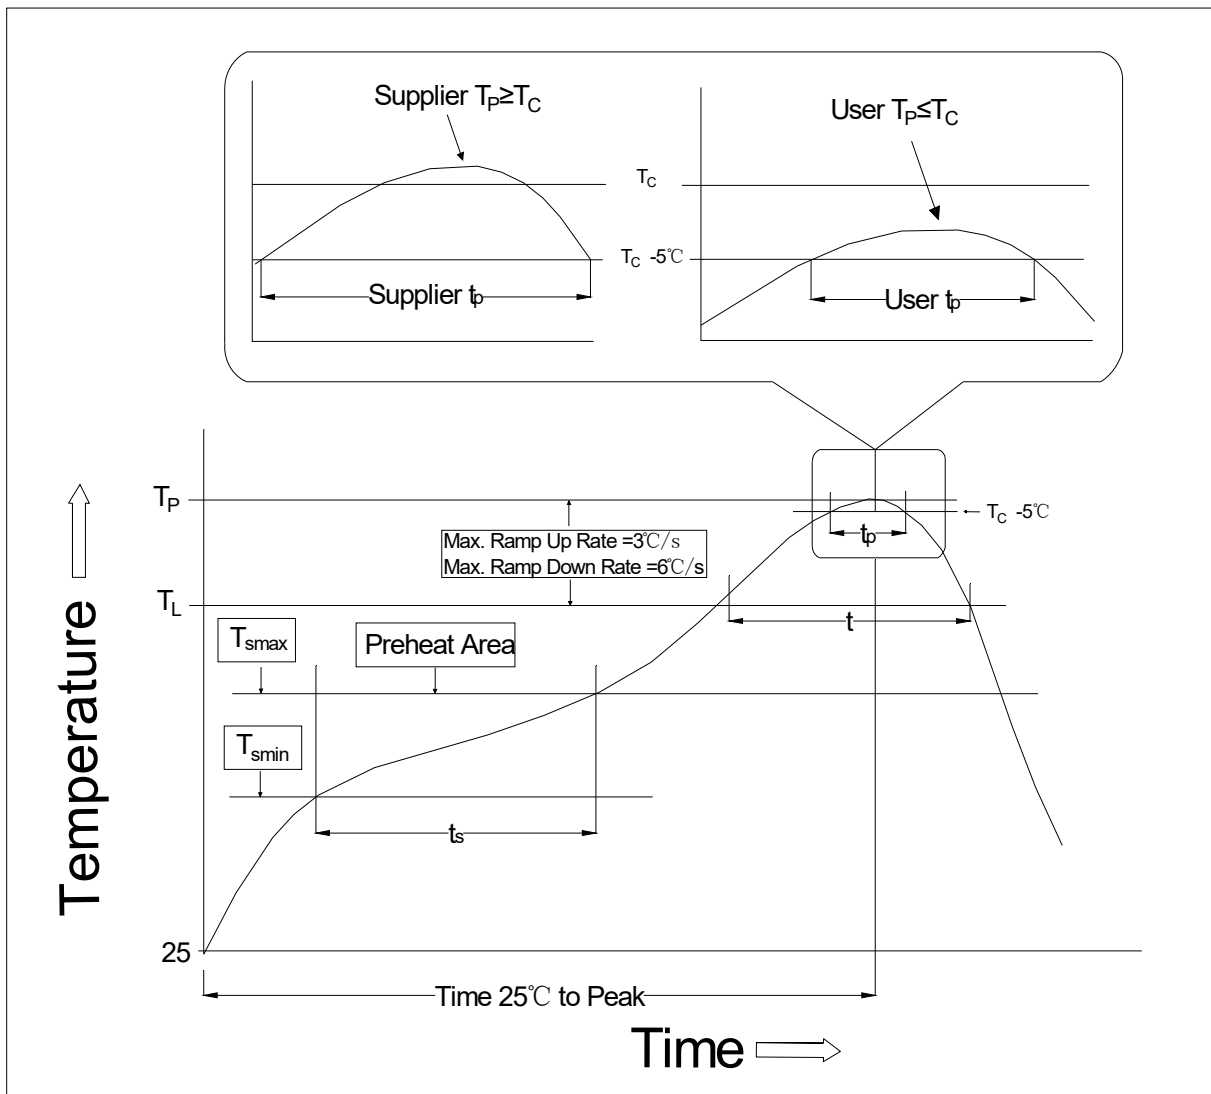 Supplier TP≥TC
User TP≤TC
TC
TC -5℃
Supplier tp
User tp
TP
TC -5℃
tp
Max. Ramp Up Rate =3℃/s
Max. Ramp Down Rate =6℃/s
TL
t
Tsmax
Preheat Area
Tsmin
ts
Temperature
25
Time 25℃ to Peak
Time